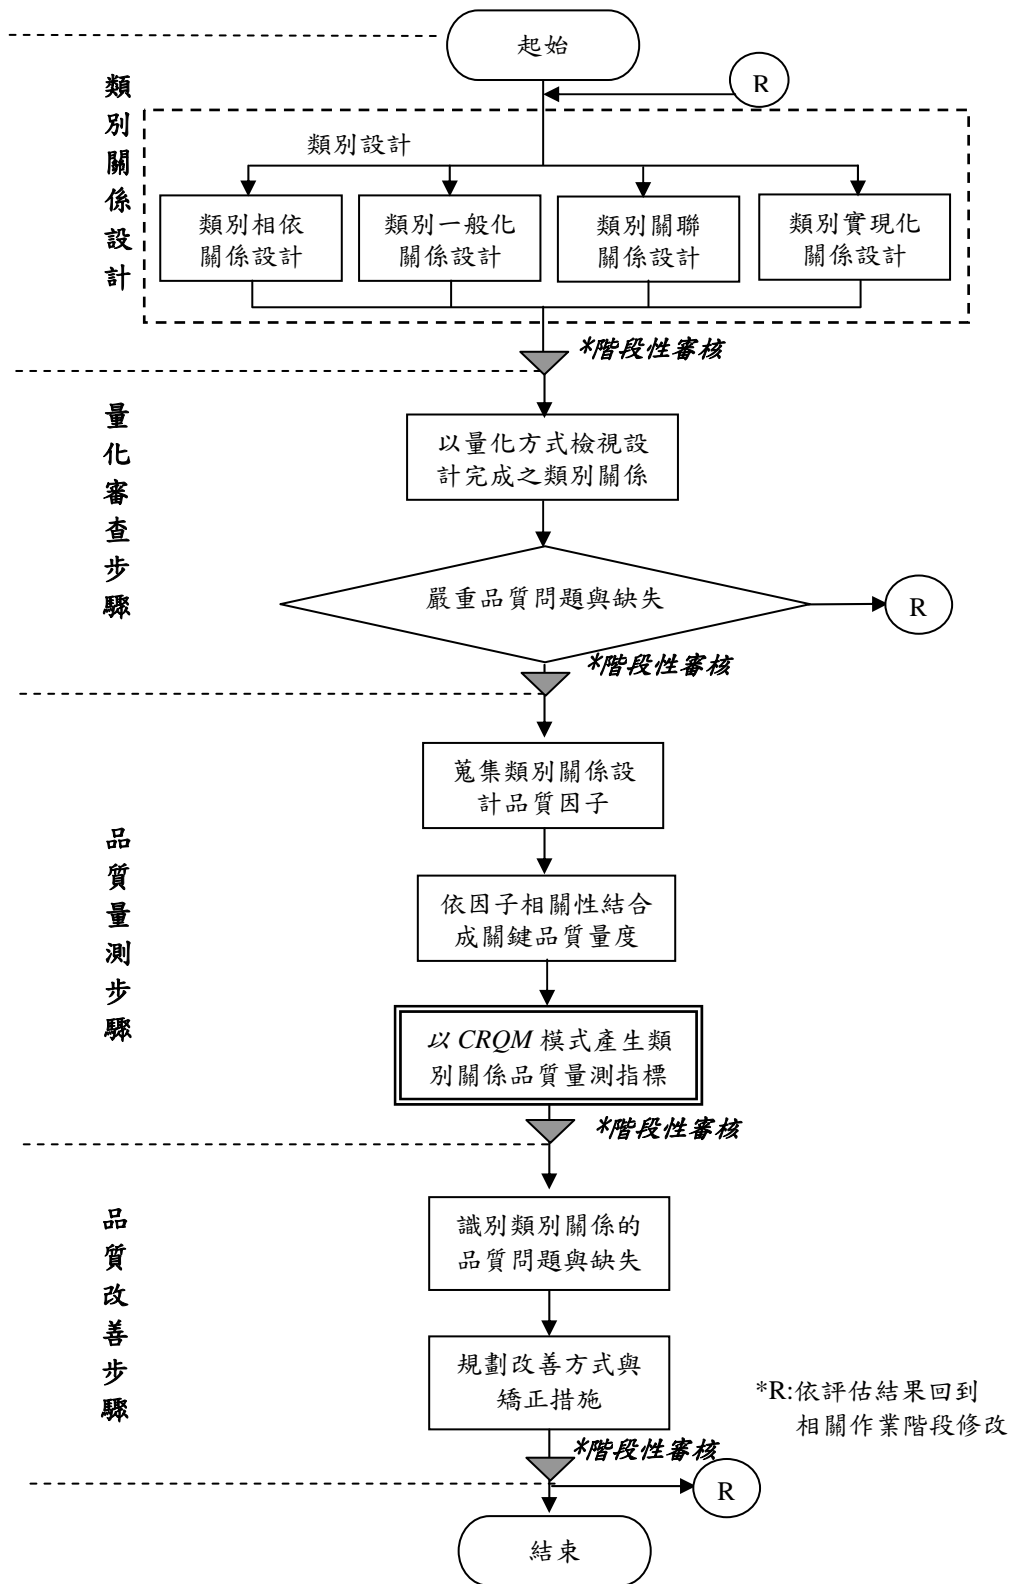 起始
R
類別關係設計
類別設計
類別相依
關係設計
類別一般化
關係設計
類別關聯
關係設計
類別實現化
關係設計
*階段性審核
量化審查步驟
以量化方式檢視設
計完成之類別關係
嚴重品質問題與缺失
R
*階段性審核
品質量測步驟
蒐集類別關係設
計品質因子
依因子相關性結合
成關鍵品質量度
以 CRQM 模式產生類
別關係品質量測指標
*階段性審核
品質改善步驟
識別類別關係的
品質問題與缺失
規劃改善方式與
矯正措施
*R:依評估結果回到
相關作業階段修改
*階段性審核
R
結束